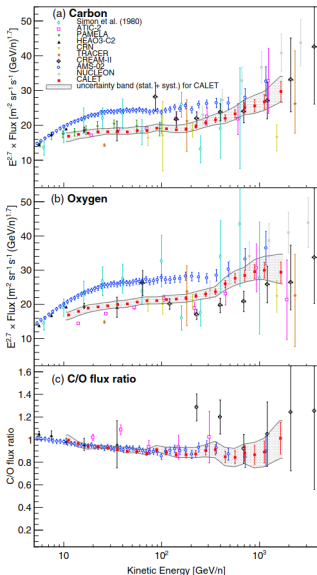 (a) Carbon
Simon et al. (1980)
ATIC-2
PAMELA
HEAO3-C2
CRN
TRACER
CREAM-II
AMS-02
NUCLEON
CALET
uncertainty band (stat. + syst.) for CALET
E^2.7 × Flux [m^-2 sr^-1 s^-1 (GeV/n)^1.7]
50
40
30
20
10
0
(b) Oxygen
E^2.7 × Flux [m^-2 sr^-1 s^-1 (GeV/n)^1.7]
50
40
30
20
10
0
(c) C/O flux ratio
C/O flux ratio
1.6
1.4
1.2
1
0.8
0.6
0.4
0.2
10
10^2
10^3
Kinetic Energy [GeV/n]